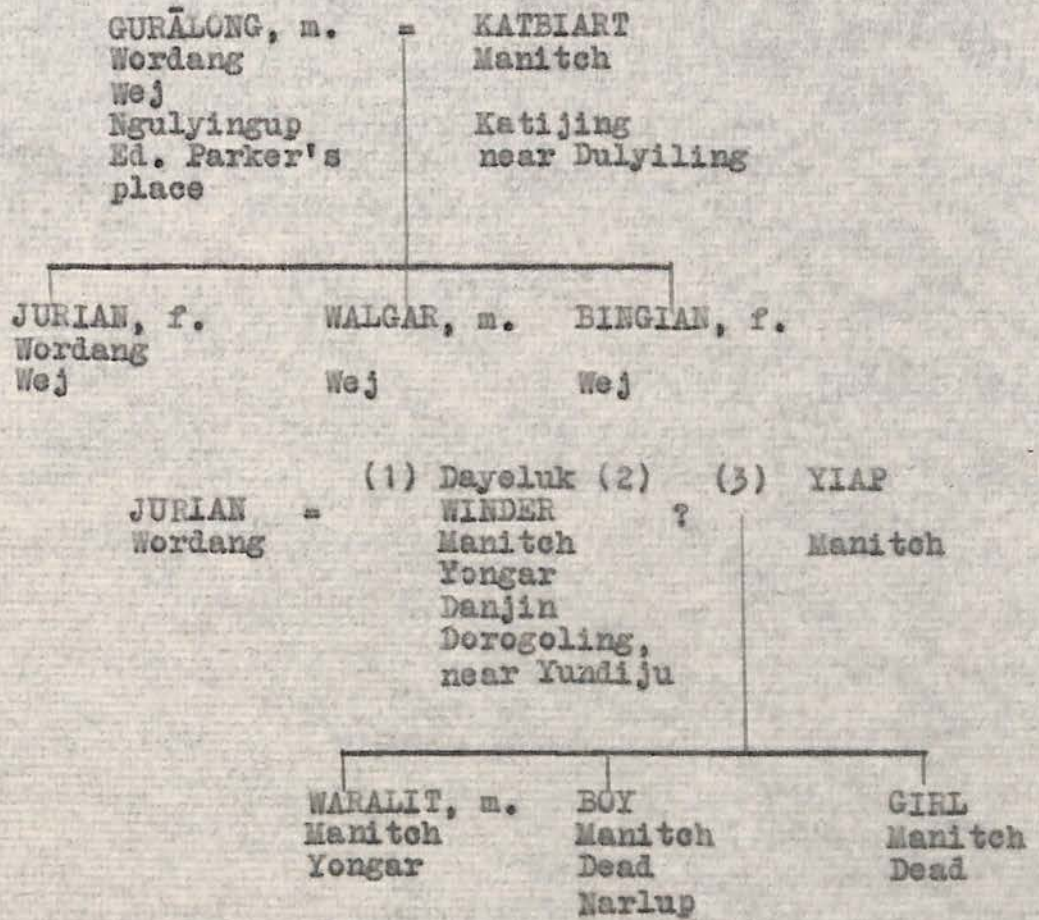 GURĀLONG, m. = KATBIART
Wordang Manitch
Wej
Ngulyingup Katijing
Ed. Parker's near Dulyiling
place
JURIAN, f. WALGAR, m. BINGIAN, f.
Wordang
Wej Wej Wej
(1) Dayeluk (2) (3) YIAP
JURIAN = WINDER ?
Wordang Manitch Manitch
Yongar
Danjin
Dorogoling,
near Yundiju
WARALIT, m. BOY GIRL
Manitch Manitch Manitch
Yongar Dead Dead
Narlup